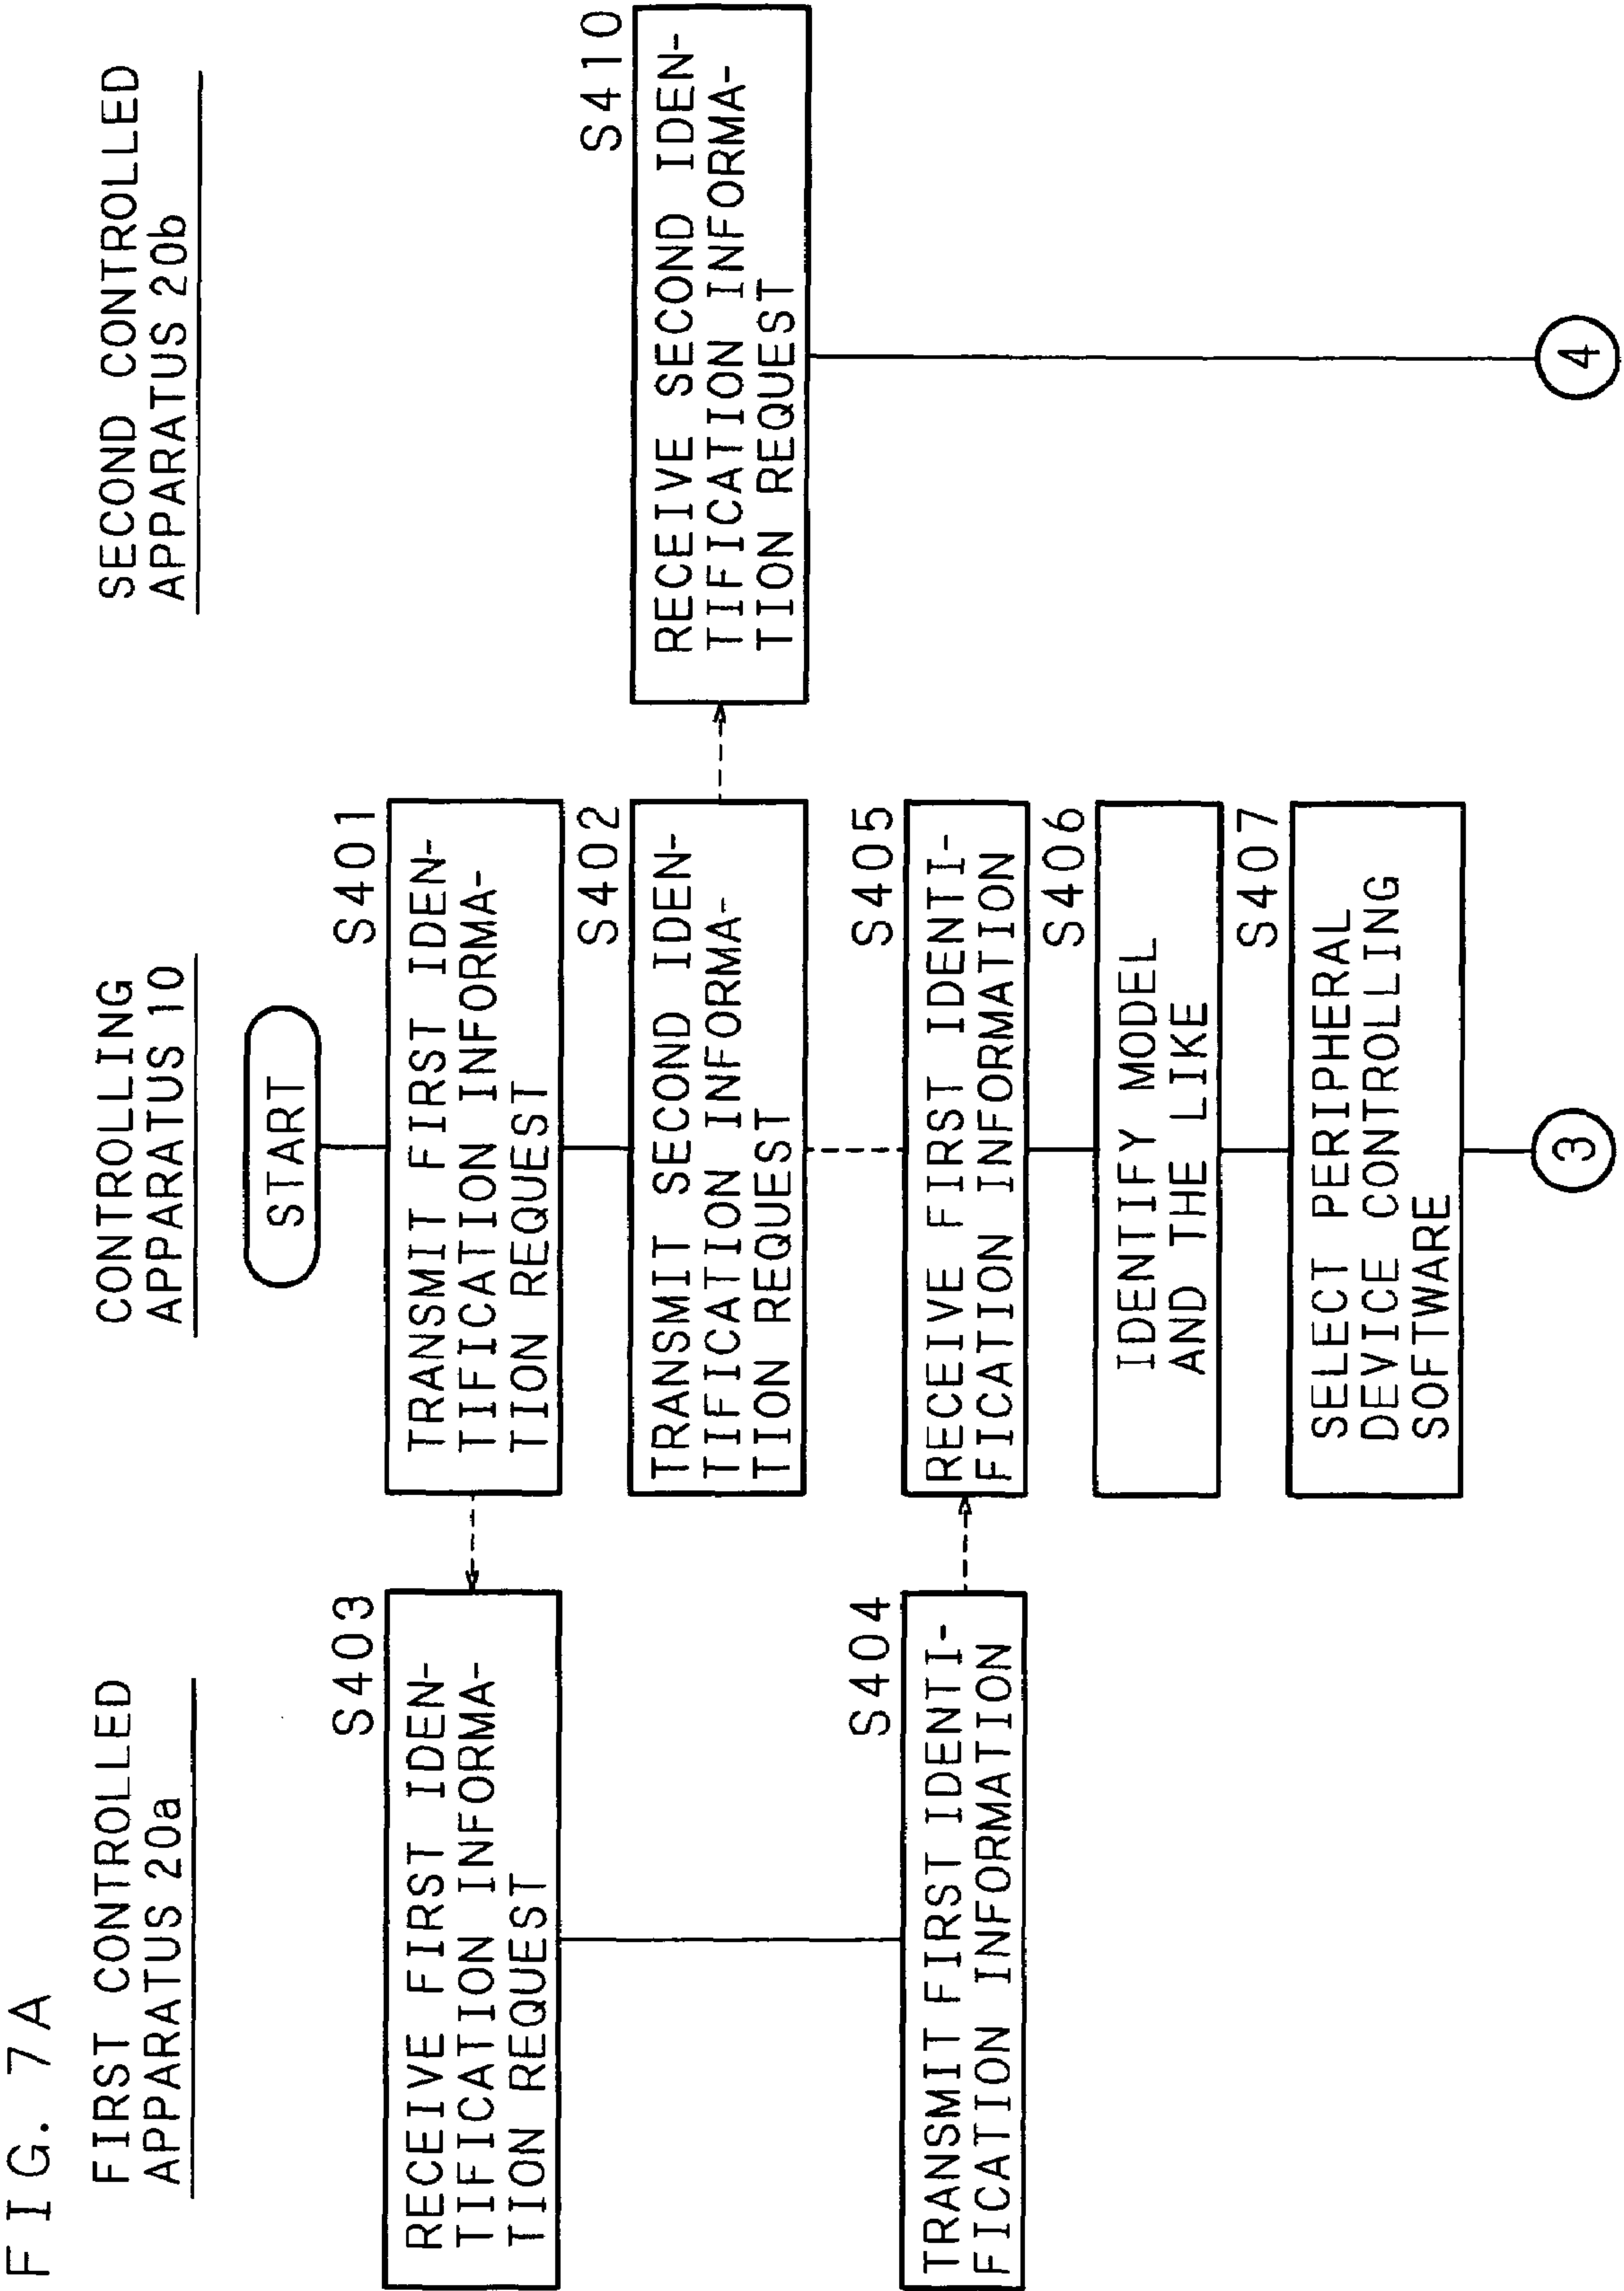 FIG. 7A
FIRST CONTROLLED
APPARATUS 20a
CONTROLLING
APPARATUS 10
SECOND CONTROLLED
APPARATUS 20b
START
S401
TRANSMIT FIRST IDEN-
TIFICATION INFORMA-
TION REQUEST
S403
RECEIVE FIRST IDEN-
TIFICATION INFORMA-
TION REQUEST
S402
TRANSMIT SECOND IDEN-
TIFICATION INFORMA-
TION REQUEST
S410
RECEIVE SECOND IDEN-
TIFICATION INFORMA-
TION REQUEST
S404
TRANSMIT FIRST IDENTI-
FICATION INFORMATION
S405
RECEIVE FIRST IDENTI-
FICATION INFORMATION
S406
IDENTIFY MODEL
AND THE LIKE
S407
SELECT PERIPHERAL
DEVICE CONTROLLING
SOFTWARE
3
4